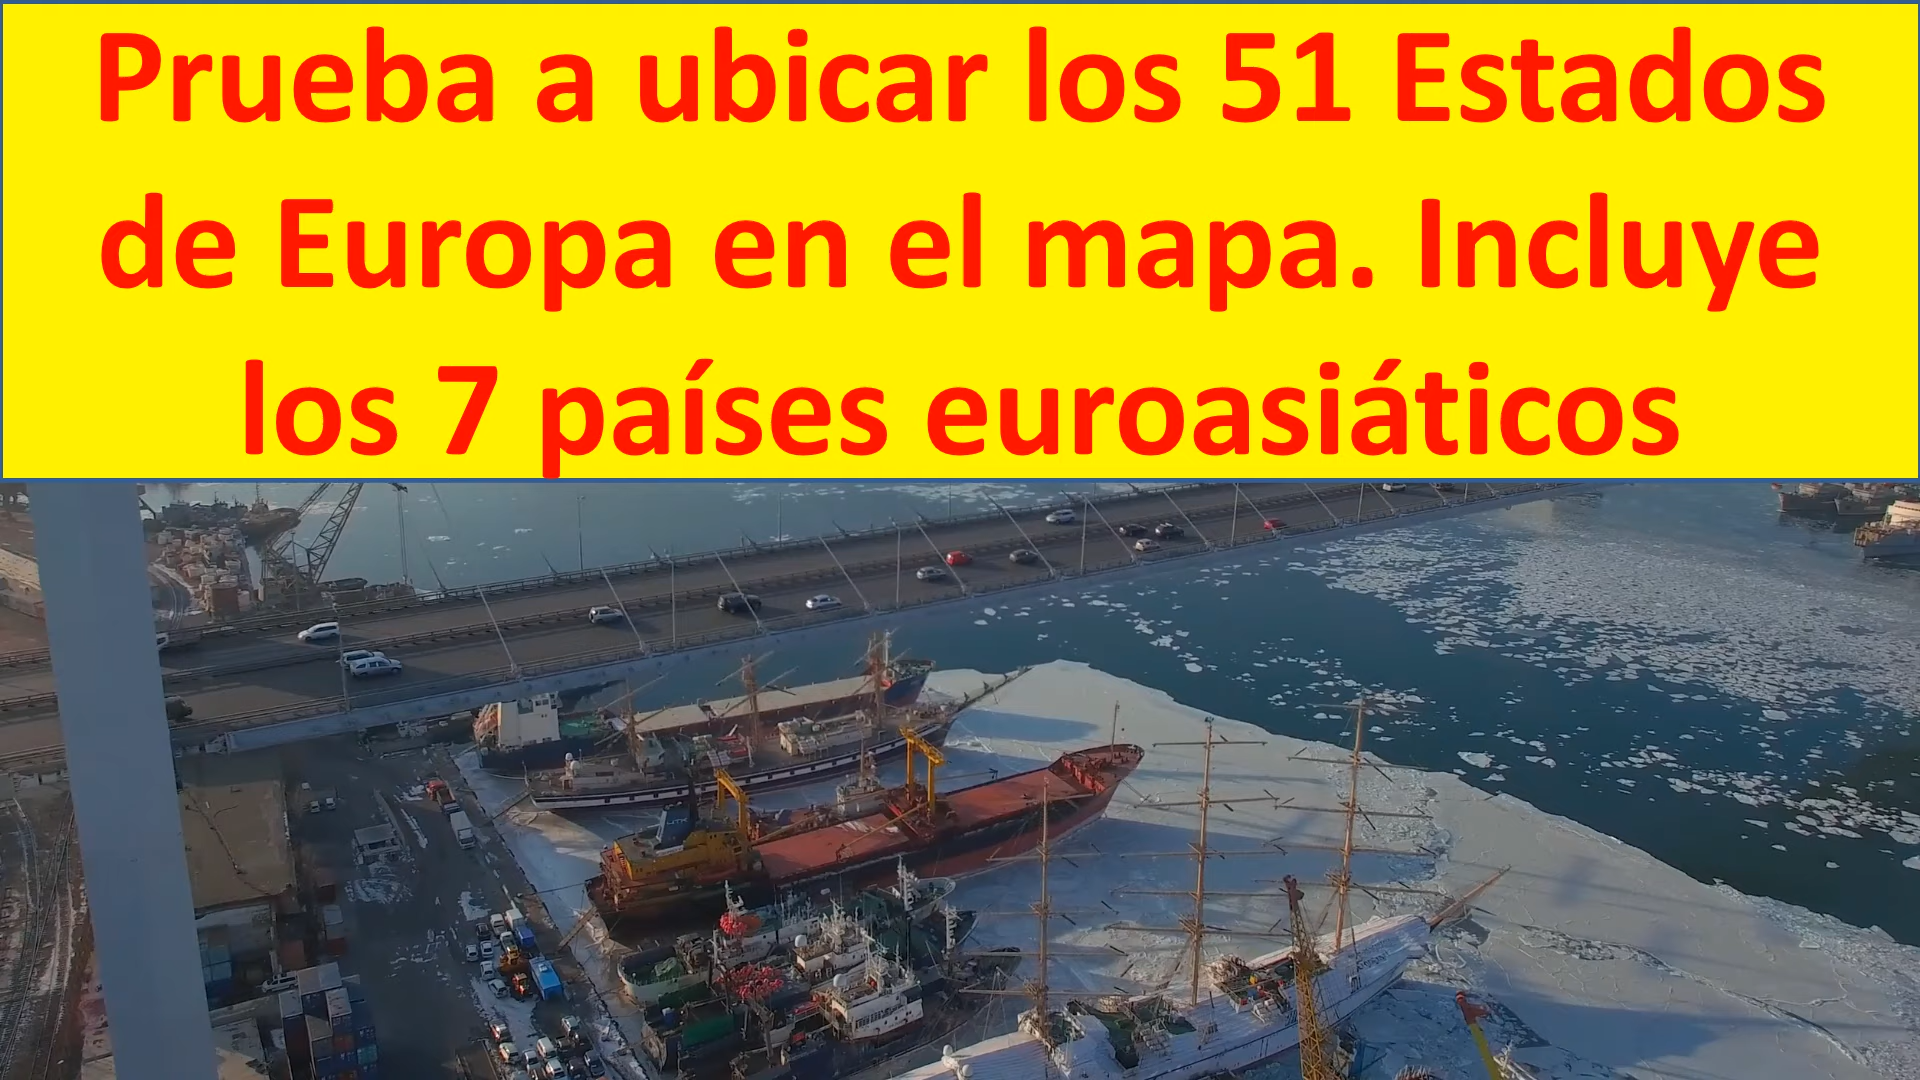 Prueba a ubicar los 51 Estados
de Europa en el mapa. Incluye
los 7 países euroasiáticos